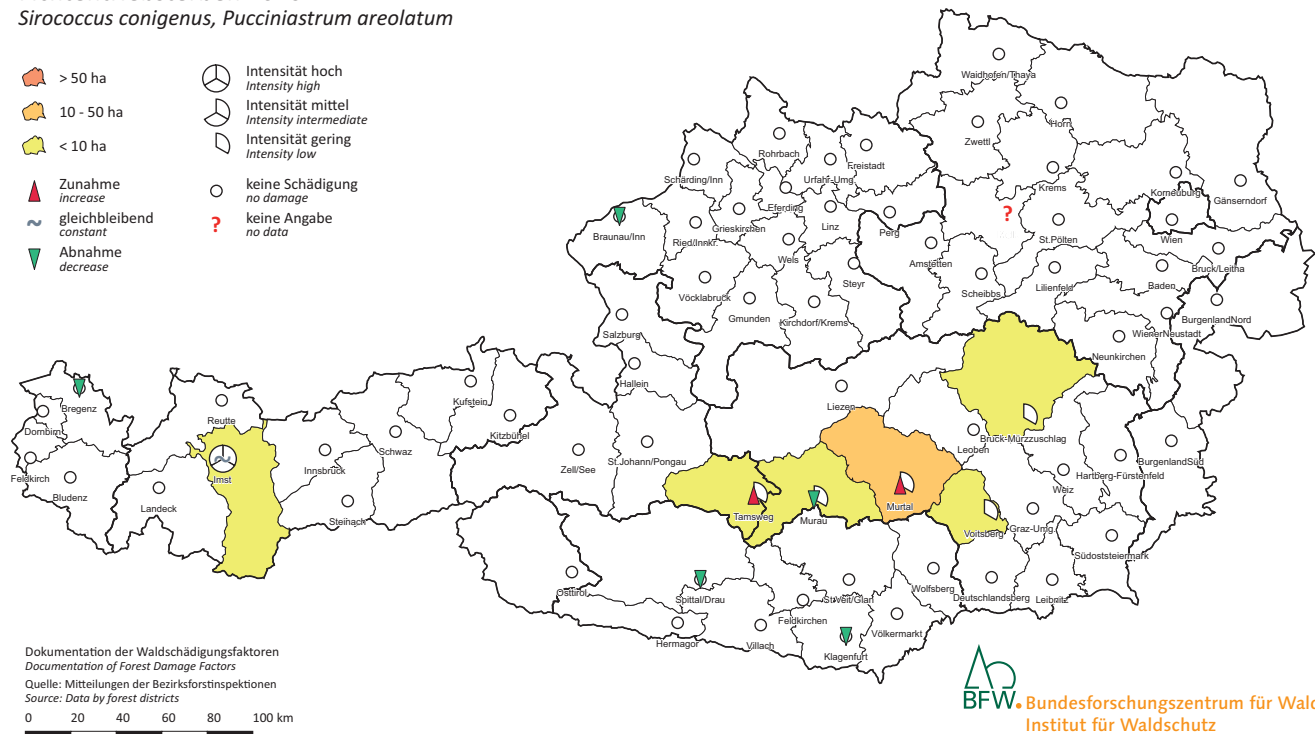 Sirococcus conigenus, Pucciniastrum areolatum
> 50 ha
10 - 50 ha
< 10 ha
Intensität hoch
Intensity high
Intensität mittel
Intensity intermediate
Intensität gering
Intensity low
Zunahme
increase
gleichbleibend
constant
Abnahme
decrease
keine Schädigung
no damage
?
keine Angabe
no data
Waidhofen/Thaya
Horn
Zwettl
Rohrbach
Freistadt
Schärding/Inn
Urfahr-Umg.
Krems
Korneuburg
Gänserndorf
Eferding
?
Grieskirchen
Linz
Perg
St.Pölten
Wien
Braunau/Inn
Ried/Innkr.
Wels
Amstetten
Bruck/Leitha
Steyr
Scheibbs
Lilienfeld
Baden
Vöcklabruck
Gmunden
Kirchdorf/Krems
BurgenlandNord
Salzburg
WienerNeustadt
Neunkirchen
Hallein
Kufstein
Liezen
Bregenz
Dornbirn
Reutte
Kitzbühel
Bruck-Mürzzuschlag
Schwaz
Leoben
Innsbruck
Zell/See
St.Johann/Pongau
BurgenlandSüd
Feldkirch
Imst
Hartberg-Fürstenfeld
Bludenz
Landeck
Weiz
Steinach
Tamsweg
Murau
Murtal
Voitsberg
Graz-Umg.
Südoststeiermark
Osttirol
Spittal/Drau
St.Veit/Glan
Wolfsberg
Deutschlandsberg
Leibnitz
Feldkirchen
Hermagor
Villach
Klagenfurt
Völkermarkt
Dokumentation der Waldschädigungsfaktoren
Documentation of Forest Damage Factors
Quelle: Mitteilungen der Bezirksforstinspektionen
Source: Data by forest districts
0 20 40 60 80 100 km
BFW.
Bundesforschungszentrum für Wald
Institut für Waldschutz